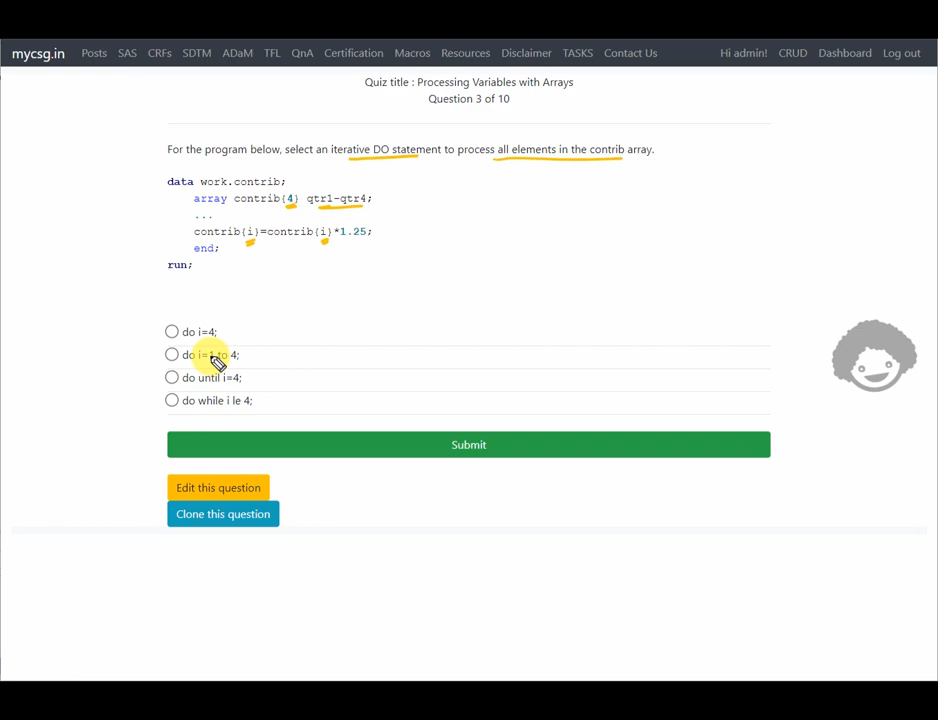 mycsg.in Posts SAS CRFs SDTM ADaM TFL QnA Certification Macros Resources Disclaimer TASKS Contact Us Hi admin! CRUD Dashboard Log out
Quiz title : Processing Variables with Arrays
Question 3 of 10
For the program below, select an iterative DO statement to process all elements in the contrib array.
data work.contrib;
array contrib{4} qtr1-qtr4;
...
contrib{i}=contrib{i}*1.25;
end;
run;
do i=4;
do i=1 to 4;
do until i=4;
do while i le 4;
Submit
Edit this question
Clone this question